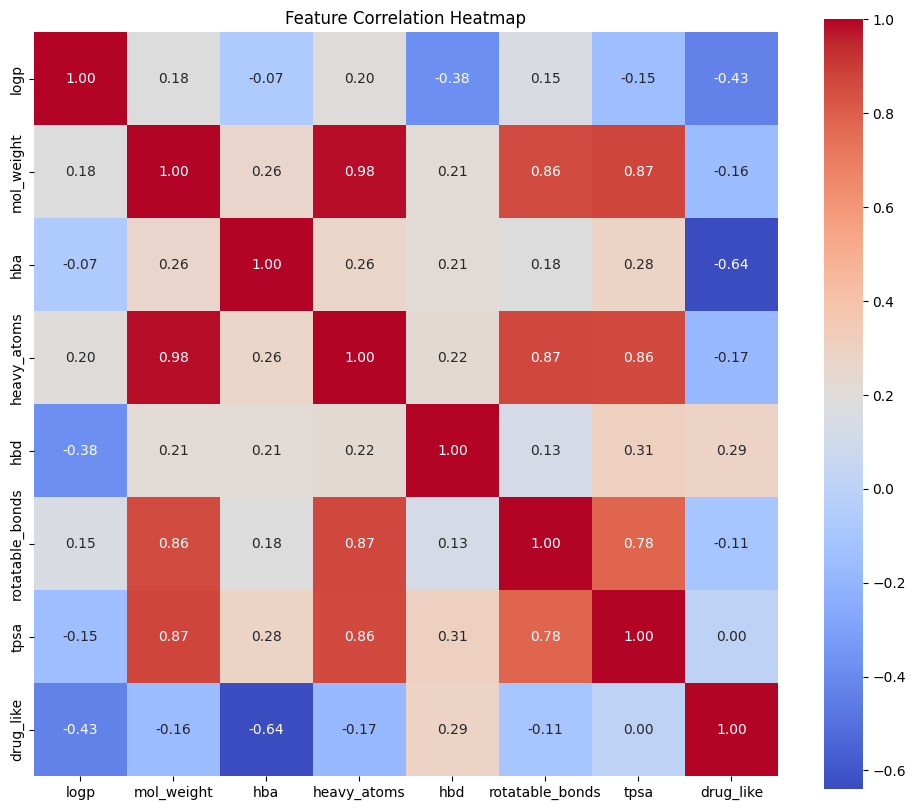 Feature Correlation Heatmap
logp 1.00 0.18 -0.07 0.20 -0.38 0.15 -0.15 -0.43
mol_weight 0.18 1.00 0.26 0.98 0.21 0.86 0.87 -0.16
hba -0.07 0.26 1.00 0.26 0.21 0.18 0.28 -0.64
heavy_atoms 0.20 0.98 0.26 1.00 0.22 0.87 0.86 -0.17
hbd -0.38 0.21 0.21 0.22 1.00 0.13 0.31 0.29
rotatable_bonds 0.15 0.86 0.18 0.87 0.13 1.00 0.78 -0.11
tpsa -0.15 0.87 0.28 0.86 0.31 0.78 1.00 0.00
drug_like -0.43 -0.16 -0.64 -0.17 0.29 -0.11 0.00 1.00
logp mol_weight hba heavy_atoms hbd rotatable_bonds tpsa drug_like
1.0
0.8
0.6
0.4
0.2
0.0
−0.2
−0.4
−0.6